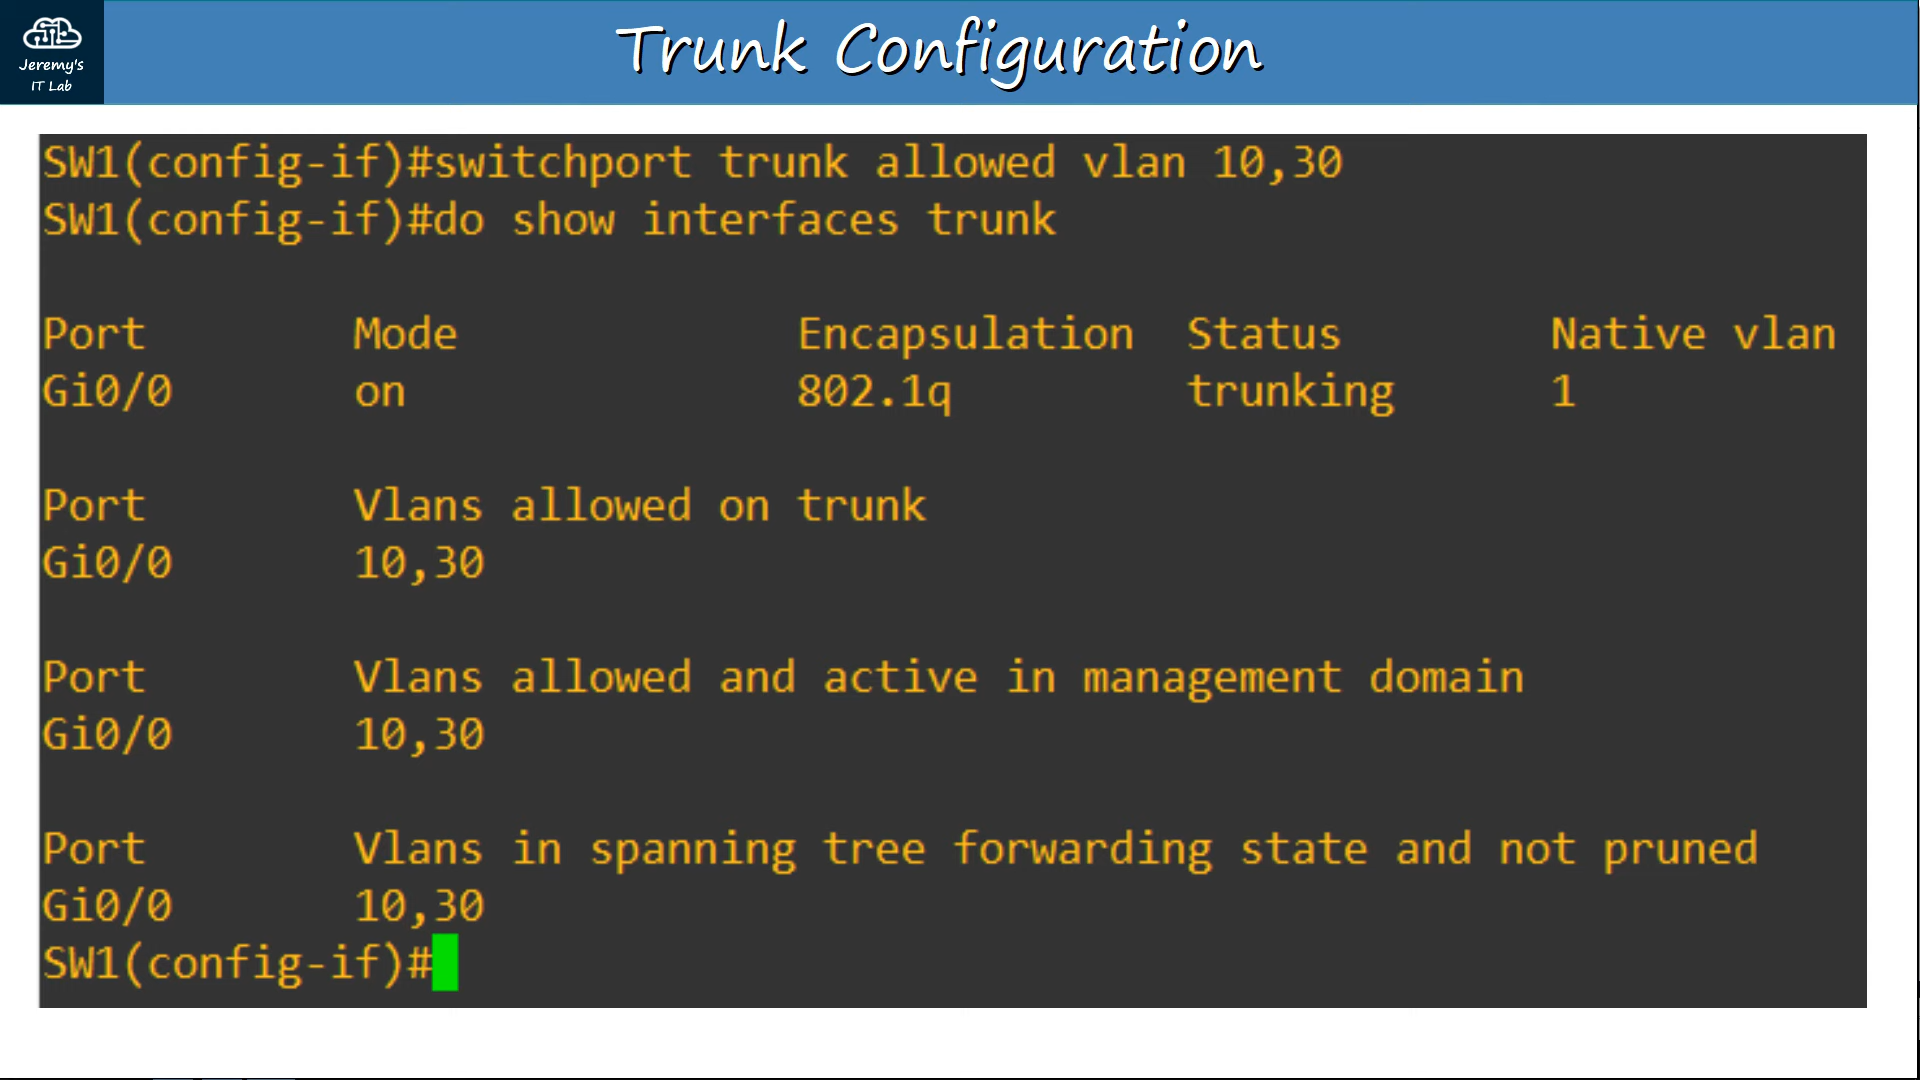 Jeremy's
IT Lab
Trunk Configuration
SW1(config-if)#switchport trunk allowed vlan 10,30
SW1(config-if)#do show interfaces trunk
Port Mode Encapsulation Status Native vlan
Gi0/0 on 802.1q trunking 1
Port Vlans allowed on trunk
Gi0/0 10,30
Port Vlans allowed and active in management domain
Gi0/0 10,30
Port Vlans in spanning tree forwarding state and not pruned
Gi0/0 10,30
SW1(config-if)#